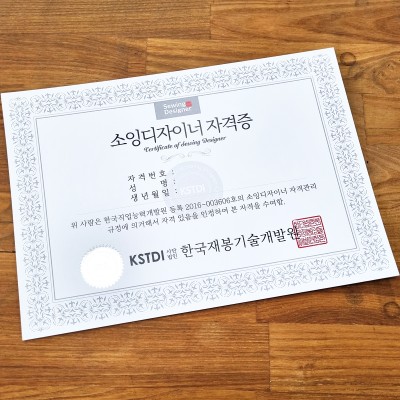 Sewing
Designer
소잉디자이너 자격증
Certificate of sewing Designer
자격번호 :
성 명 :
생년월일 :
KSTDI
위 사람은 한국직업능력개발원 등록 2016-003606호의 소잉디자이너 자격관리
규정에 의거해서 자격 있음을 인정하여 본 자격을 수여함.
KSTDI 사단법인 한국재봉기술개발원